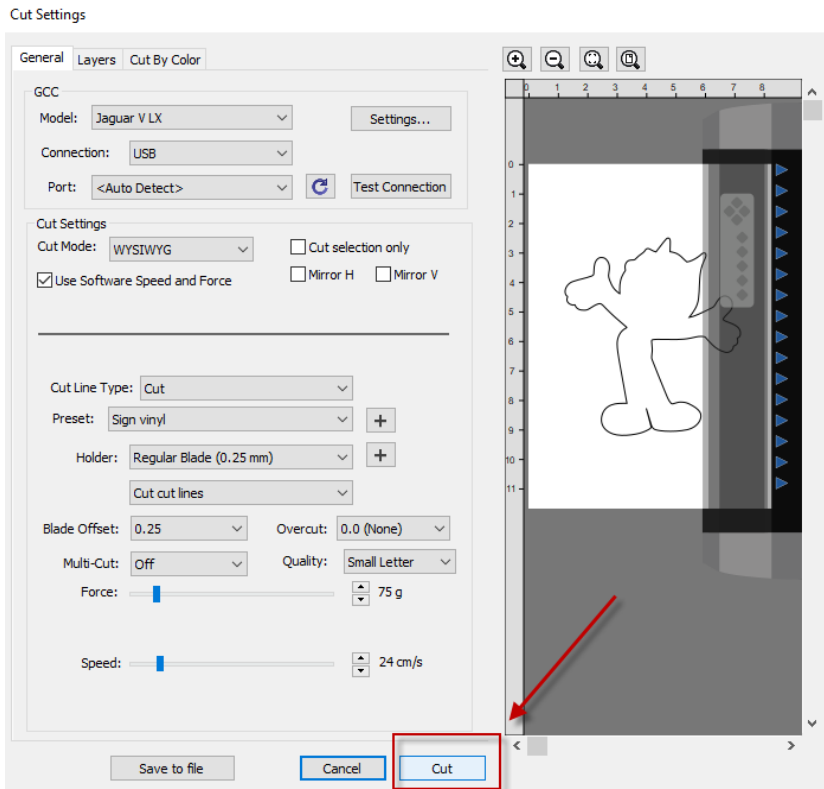 Cut Settings
General Layers Cut By Color
GCC
Model: Jaguar V LX Settings...
Connection: USB
Port: <Auto Detect> Test Connection
Cut Settings
Cut Mode: WYSIWYG Cut selection only
Use Software Speed and Force Mirror H Mirror V
Cut Line Type: Cut
Preset: Sign vinyl +
Holder: Regular Blade (0.25 mm) +
Cut cut lines
Blade Offset: 0.25 Overcut: 0.0 (None)
Multi-Cut: Off Quality: Small Letter
Force: 75 g
Speed: 24 cm/s
Save to file Cancel Cut
0 1 2 3 4 5 6 7 8
0
1
2
3
4
5
6
7
8
9
10
11